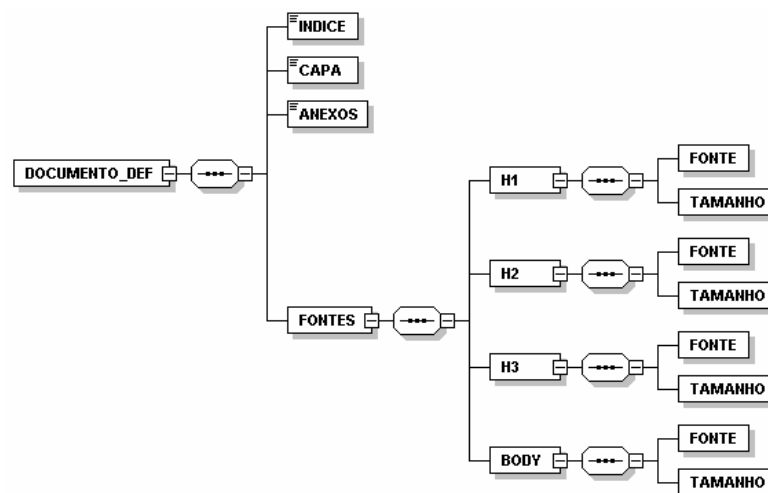 INDICE
CAPA
ANEXOS
DOCUMENTO_DEF
FONTES
H1
FONTE
TAMANHO
H2
FONTE
TAMANHO
H3
FONTE
TAMANHO
BODY
FONTE
TAMANHO